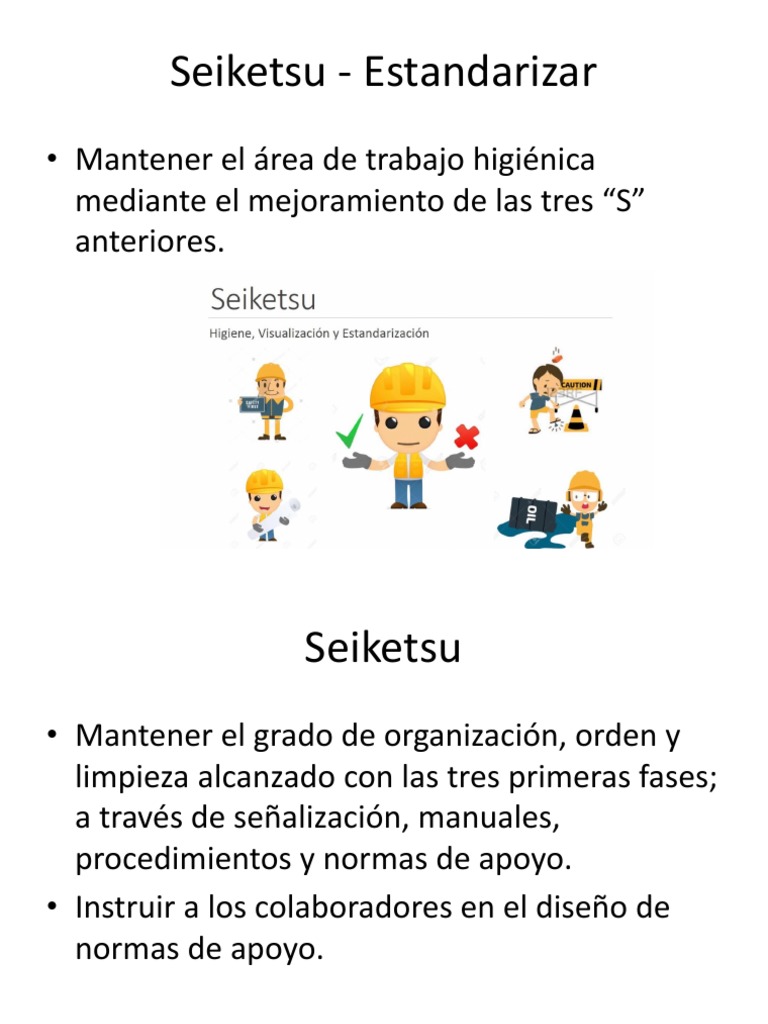 Seiketsu - Estandarizar
• Mantener el área de trabajo higiénica
mediante el mejoramiento de las tres “S”
anteriores.
Seiketsu
Higiene, Visualización y Estandarización
CAUTION
OIL
Seiketsu
• Mantener el grado de organización, orden y
limpieza alcanzado con las tres primeras fases;
a través de señalización, manuales,
procedimientos y normas de apoyo.
• Instruir a los colaboradores en el diseño de
normas de apoyo.